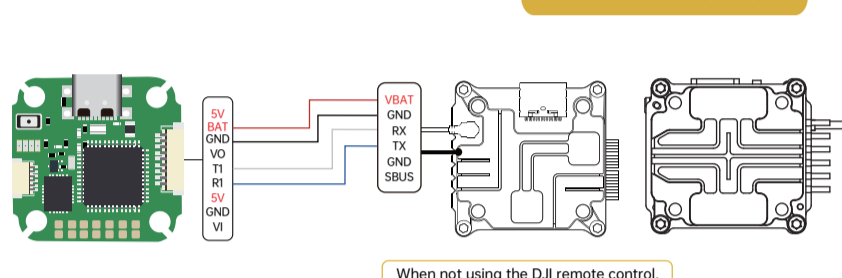 5V
BAT
GND
VO
T1
R1
5V
GND
VI
VBAT
GND
RX
TX
GND
SBUS
When not using the DJI remote control,